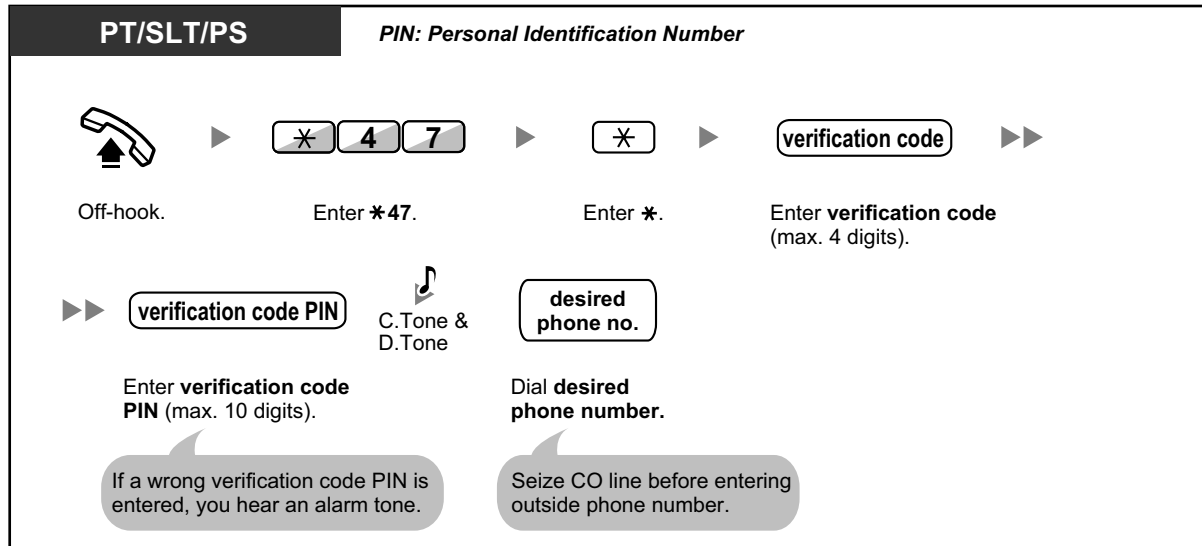 PT/SLT/PS
PIN: Personal Identification Number
* 4 7
*
verification code
Off-hook.
Enter *47.
Enter *.
Enter verification code
(max. 4 digits).
verification code PIN
C.Tone &
D.Tone
desired
phone no.
Enter verification code
PIN (max. 10 digits).
Dial desired
phone number.
If a wrong verification code PIN is
entered, you hear an alarm tone.
Seize CO line before entering
outside phone number.